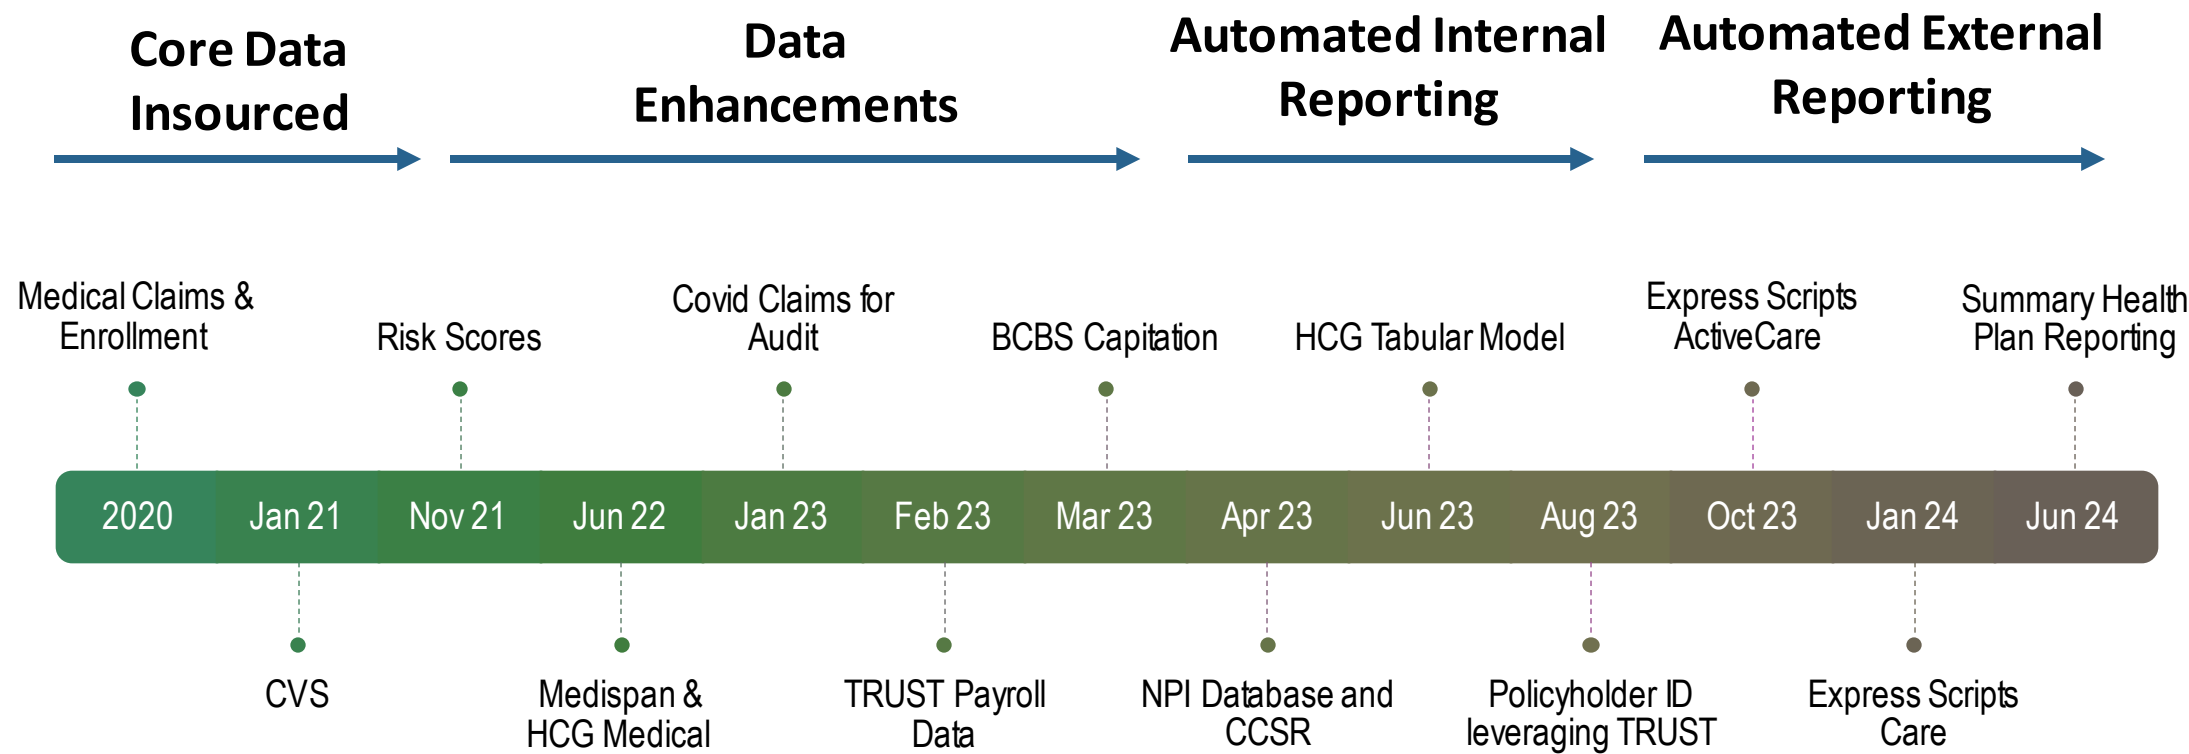 Core Data
Insourced
Data
Enhancements
Automated Internal
Reporting
Automated External
Reporting
Medical Claims &
Enrollment
Risk Scores
Covid Claims for
Audit
BCBS Capitation
HCG Tabular Model
Express Scripts
ActiveCare
Summary Health
Plan Reporting
2020
Jan 21
Nov 21
Jun 22
Jan 23
Feb 23
Mar 23
Apr 23
Jun 23
Aug 23
Oct 23
Jan 24
Jun 24
CVS
Medispan &
HCG Medical
TRUST Payroll
Data
NPI Database and
CCSR
Policyholder ID
leveraging TRUST
Express Scripts
Care